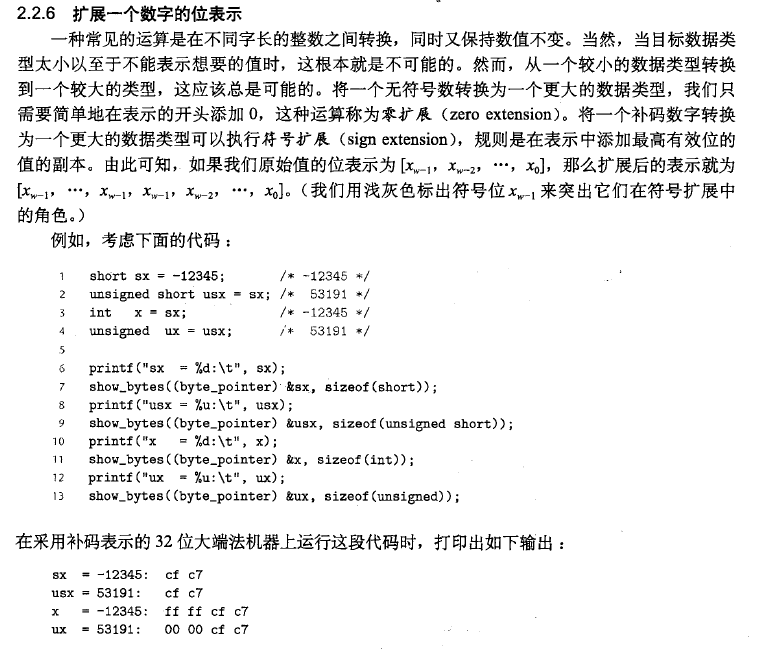 2.2.6 扩展一个数字的位表示
一种常见的运算是在不同字长的整数之间转换，同时又保持数值不变。当然，当目标数据类
型太小以至于不能表示想要的值时，这根本就是不可能的。然而，从一个较小的数据类型转换
到一个较大的类型，这应该总是可能的。将一个无符号数转换为一个更大的数据类型，我们只
需要简单地在表示的开头添加 0，这种运算称为零扩展（zero extension）。将一个补码数字转换
为一个更大的数据类型可以执行符号扩展（sign extension），规则是在表示中添加最高有效位的
值的副本。由此可知，如果我们原始值的位表示为 [xw-1，xw-2，…，x0]，那么扩展后的表示就为
[xw-1，…，xw-1，xw-1，xw-2，…，x0]。（我们用浅灰色标出符号位 xw-1 来突出它们在符号扩展中
的角色。）
例如，考虑下面的代码：
1 short sx = -12345; /* -12345 */
2 unsigned short usx = sx; /* 53191 */
3 int x = sx; /* -12345 */
4 unsigned ux = usx; /* 53191 */
5
6 printf("sx = %d:\t", sx);
7 show_bytes((byte_pointer) &sx, sizeof(short));
8 printf("usx = %u:\t", usx);
9 show_bytes((byte_pointer) &usx, sizeof(unsigned short));
10 printf("x = %d:\t", x);
11 show_bytes((byte_pointer) &x, sizeof(int));
12 printf("ux = %u:\t", ux);
13 show_bytes((byte_pointer) &ux, sizeof(unsigned));
在采用补码表示的 32 位大端法机器上运行这段代码时，打印出如下输出：
sx = -12345: cf c7
usx = 53191: cf c7
x = -12345: ff ff cf c7
ux = 53191: 00 00 cf c7